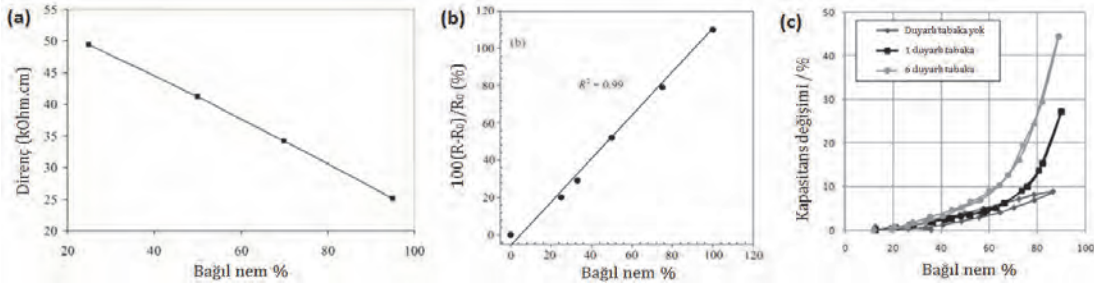 (a)
Direnç (kOhm.cm)
55
50
45
40
35
30
25
20
20 40 60 80 100
Bağıl nem %
(b)
100(R-R₀)/R₀ (%)
120
80
40
0
(b)
R² = 0.99
0 20 40 60 80 100 120
Bağıl nem %
(c)
Kapasitans değişimi / %
50
40
30
20
10
0
Duyarlı tabaka yok
1 duyarlı tabaka
6 duyarlı tabaka
0 20 40 60 80 100
Bağıl nem %